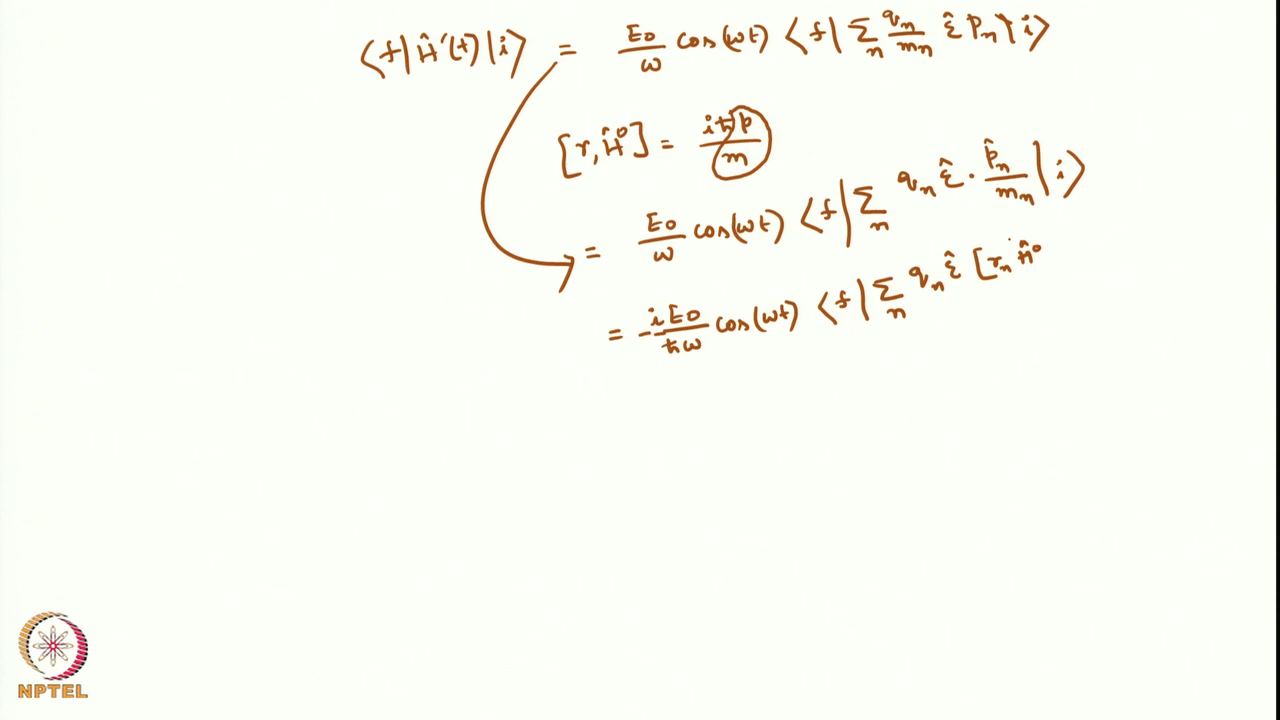 ⟨f|Ĥ′(t)|i⟩ = E₀/ω cos(ωt) ⟨f| Σₙ qₙ/mₙ ε̂ pₙ |i⟩
[r, Ĥ⁰] = iħp/m
= E₀/ω cos(ωt) ⟨f| Σₙ qₙ ε̂ · p̂ₙ/mₙ |i⟩
= -iE₀/ħω cos(ωt) ⟨f| Σₙ qₙ ε̂ [rₙ, Ĥ⁰
NPTEL